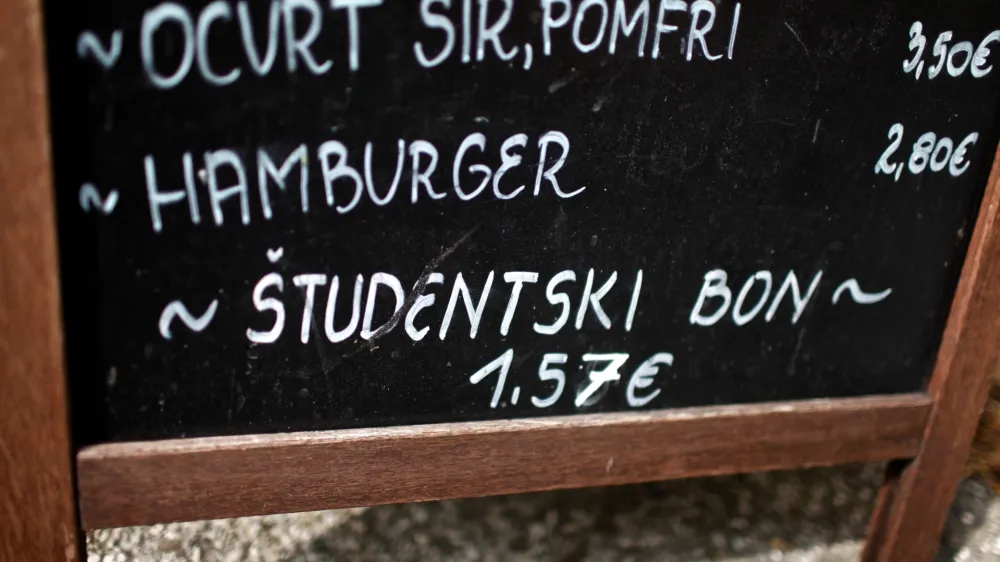 ~ OCVRT SIR, POMFRI 3,50€
~ HAMBURGER 2,80€
~ ŠTUDENTSKI BON ~
1.57€